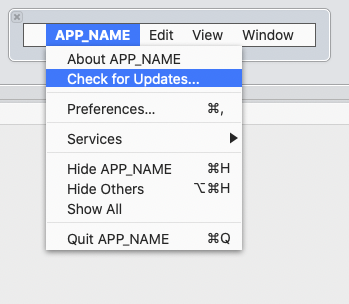 APP_NAME Edit View Window
About APP_NAME
Check for Updates...
Preferences... ⌘,
Services ▶
Hide APP_NAME ⌘H
Hide Others ⌥⌘H
Show All
Quit APP_NAME ⌘Q